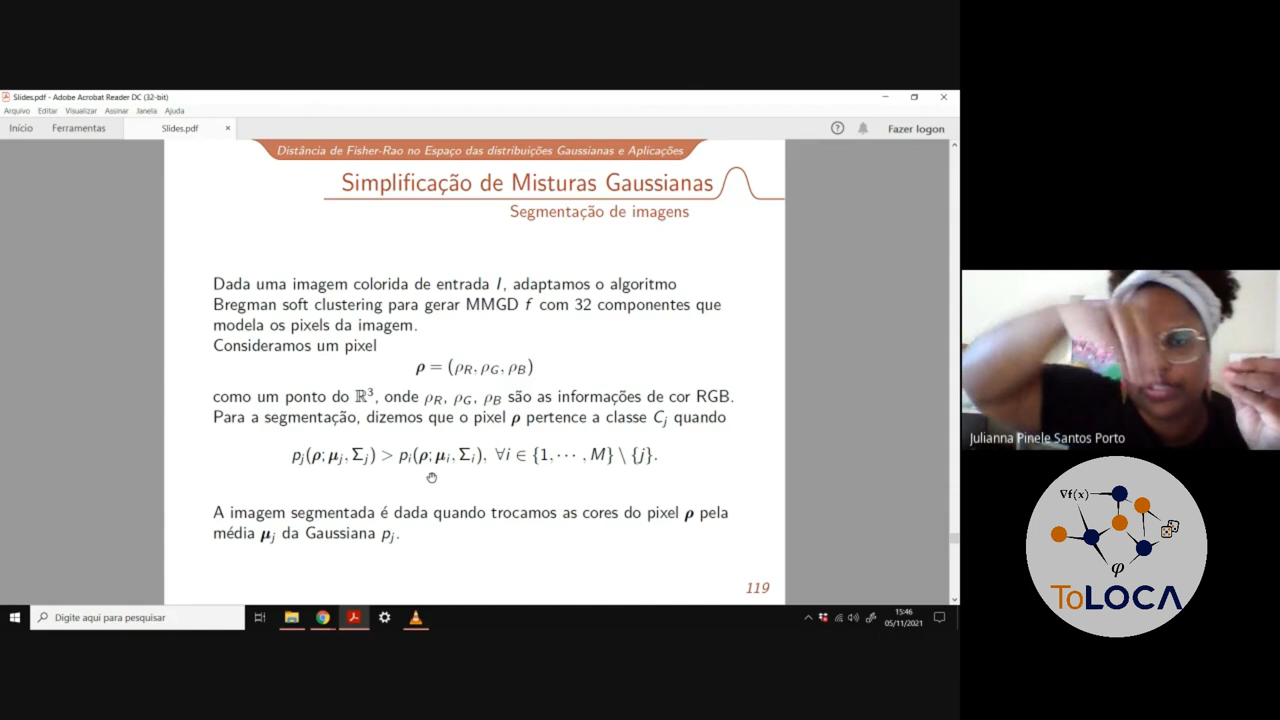 Slides.pdf - Adobe Acrobat Reader DC (32-bit)
Arquivo Editar Visualizar Assinar Janela Ajuda
Início Ferramentas Slides.pdf × Fazer logon
Distância de Fisher-Rao no Espaço das distribuições Gaussianas e Aplicações
Simplificação de Misturas Gaussianas
Segmentação de imagens
Dada uma imagem colorida de entrada I, adaptamos o algoritmo
Bregman soft clustering para gerar MMGD f com 32 componentes que
modela os pixels da imagem.
Consideramos um pixel
ρ = (ρ_R, ρ_G, ρ_B)
como um ponto do ℝ³, onde ρ_R, ρ_G, ρ_B são as informações de cor RGB.
Para a segmentação, dizemos que o pixel ρ pertence a classe C_j quando
p_j(ρ; μ_j, Σ_j) > p_i(ρ; μ_i, Σ_i), ∀i ∈ {1, ⋯ , M} \ {j}.
A imagem segmentada é dada quando trocamos as cores do pixel ρ pela
média μ_j da Gaussiana p_j.
119
Digite aqui para pesquisar
15:46
05/11/2021
Julianna Pinele Santos Porto
∇f(x)
φ
ToLOCA